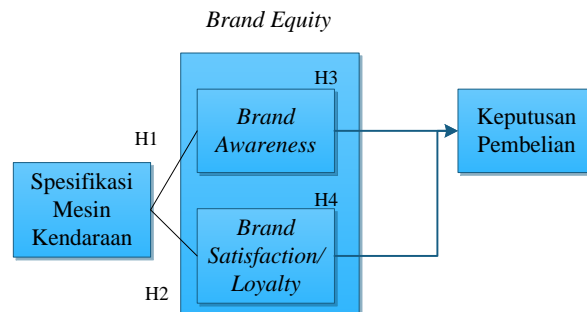 Brand Equity
H3
Brand
Awareness
Keputusan
Pembelian
H1
Spesifikasi
Mesin
Kendaraan
H4
Brand
Satisfaction/
Loyalty
H2